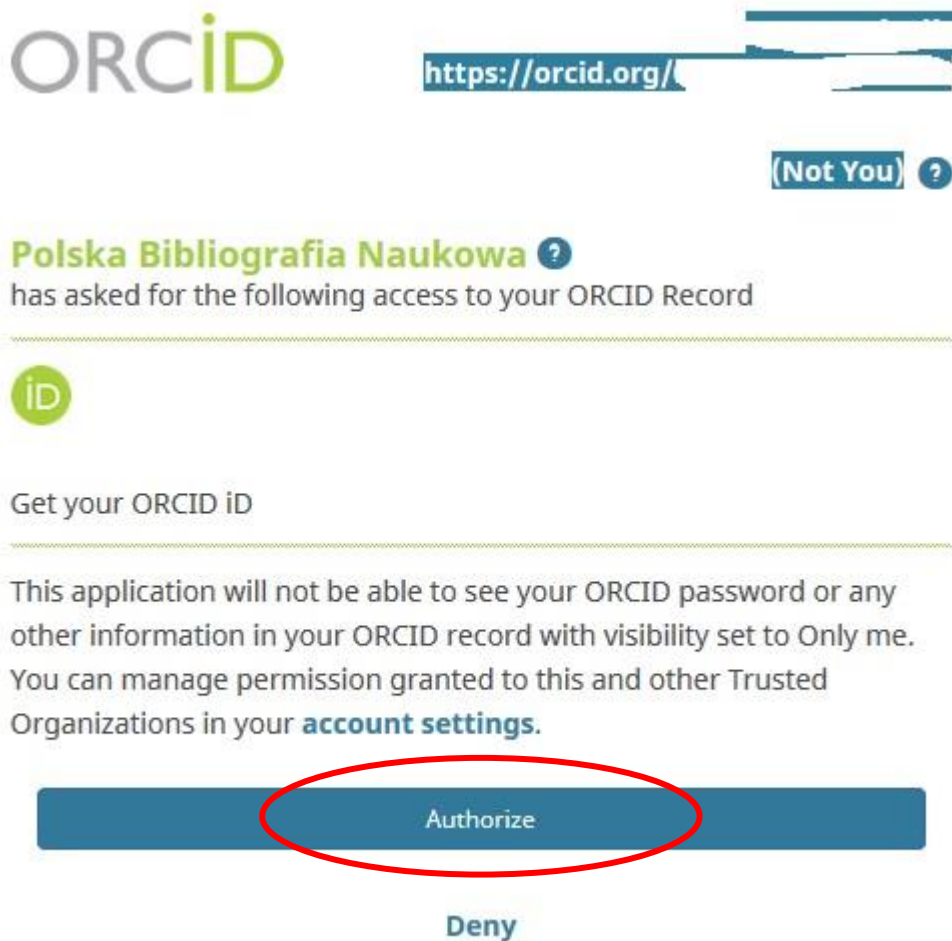 ORCiD
https://orcid.org/
(Not You) ?
Polska Bibliografia Naukowa ?
has asked for the following access to your ORCID Record
iD
Get your ORCID iD
This application will not be able to see your ORCID password or any
other information in your ORCID record with visibility set to Only me.
You can manage permission granted to this and other Trusted
Organizations in your account settings.
Authorize
Deny